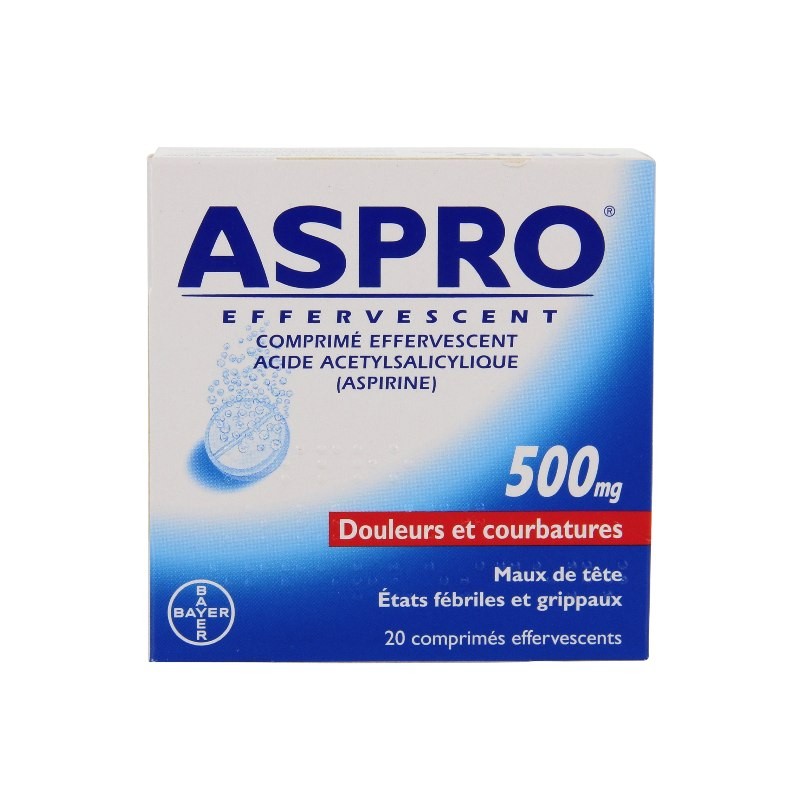 ASPRO®
EFFERVESCENT
COMPRIMÉ EFFERVESCENT
ACIDE ACETYLSALICYLIQUE
(ASPIRINE)
500mg
Douleurs et courbatures
Maux de tête
États fébriles et grippaux
20 comprimés effervescents
BAYER
BAYER